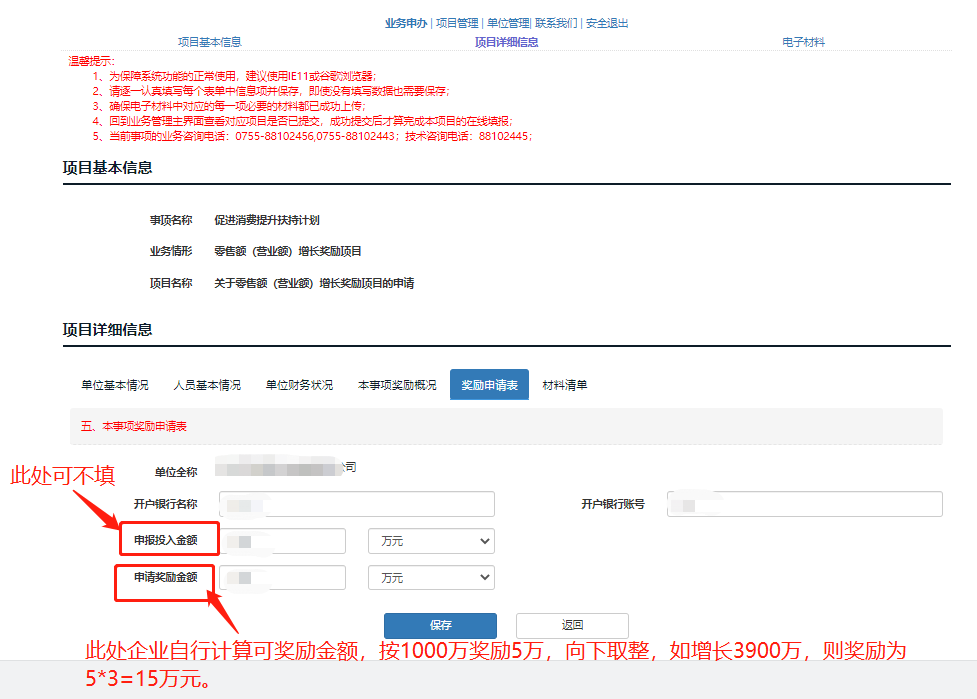 业务申办 | 项目管理 | 单位管理| 联系我们 | 安全退出
项目基本信息 项目详细信息 电子材料
温馨提示:
1、为保障系统功能的正常使用，建议使用IE11或谷歌浏览器；
2、请逐一认真填写每个表单中信息项并保存，即使没有填写数据也需要保存；
3、确保电子材料中对应的每一项必要的材料都已成功上传；
4、回到业务管理主界面查看对应项目是否已提交，成功提交后才算完成本项目的在线填报；
5、当前事项的业务咨询电话：0755-88102456,0755-88102443；技术咨询电话：88102445；
项目基本信息
事项名称 促进消费提升扶持计划
业务情形 零售额（营业额）增长奖励项目
项目名称 关于零售额（营业额）增长奖励项目的申请
项目详细信息
单位基本情况 人员基本情况 单位财务状况 本事项奖励概况 奖励申请表 材料清单
五、本事项奖励申请表
此处可不填
单位全称 公司
开户银行名称 开户银行账号
申报投入金额 万元
申请奖励金额 万元
保存 返回
此处企业自行计算可奖励金额，按1000万奖励5万，向下取整，如增长3900万，则奖励为
5*3=15万元。